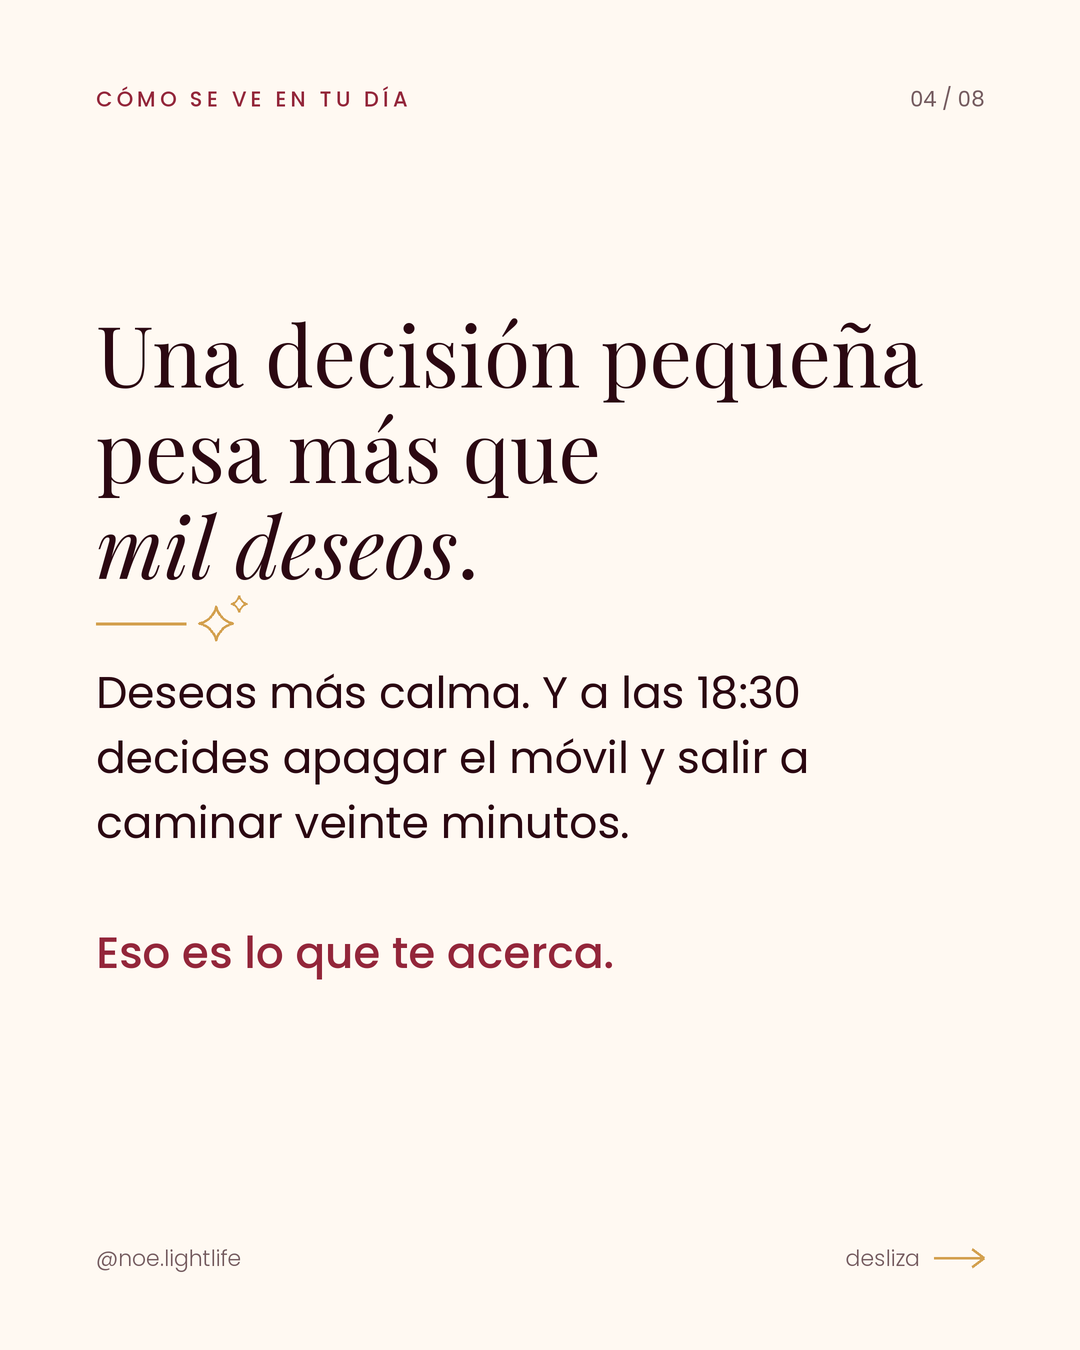 CÓMO SE VE EN TU DÍA
04 / 08
Una decisión pequeña
pesa más que
mil deseos.
Deseas más calma. Y a las 18:30
decides apagar el móvil y salir a
caminar veinte minutos.
Eso es lo que te acerca.
@noe.lightlife
desliza